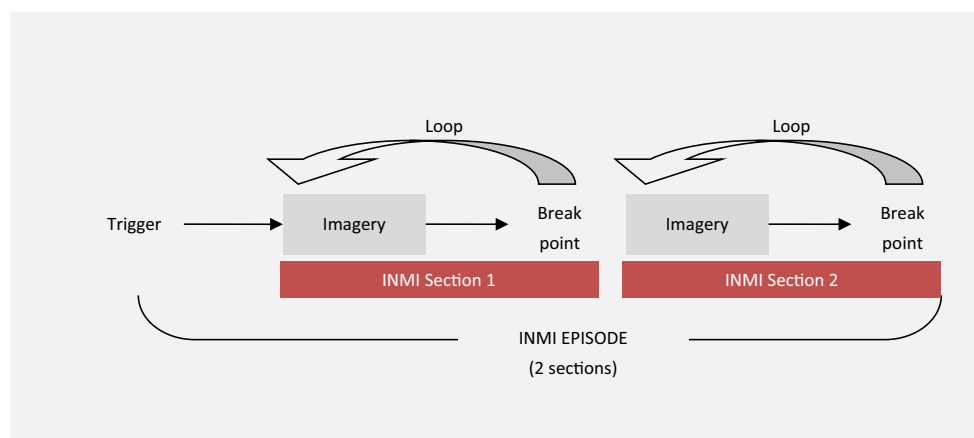 Loop
Loop
Trigger
Imagery
Break
point
Imagery
Break
point
INMI Section 1
INMI Section 2
INMI EPISODE
(2 sections)